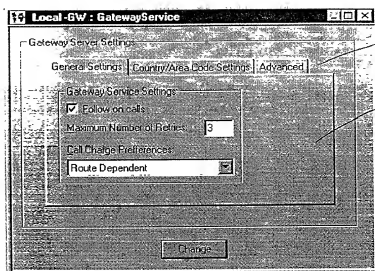 Local-GW : GatewayService
Gateway Server Settings
General Settings Country/Area Code Settings Advanced
Gateway Service Settings
Follow on calls
Maximum Number of Retries: 3
Call Charge Preferences:
Route Dependent
Change